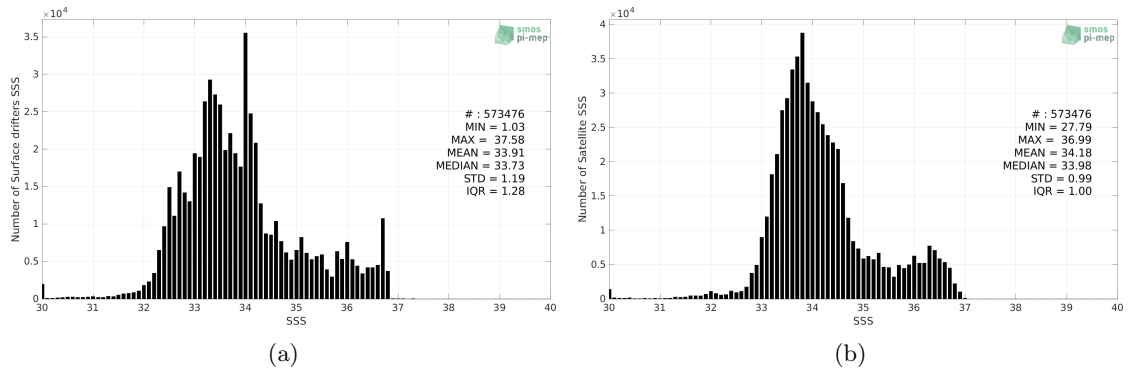 ×10⁴
smos
pi-mep
Number of Surface drifters SSS
3.5
3
2.5
2
1.5
1
0.5
0
# : 573476
MIN = 1.03
MAX = 37.58
MEAN = 33.91
MEDIAN = 33.73
STD = 1.19
IQR = 1.28
30 31 32 33 34 35 36 37 38 39 40
SSS
(a)
×10⁴
smos
pi-mep
Number of Satellite SSS
4
3.5
3
2.5
2
1.5
1
0.5
0
# : 573476
MIN = 27.79
MAX = 36.99
MEAN = 34.18
MEDIAN = 33.98
STD = 0.99
IQR = 1.00
30 31 32 33 34 35 36 37 38 39 40
SSS
(b)